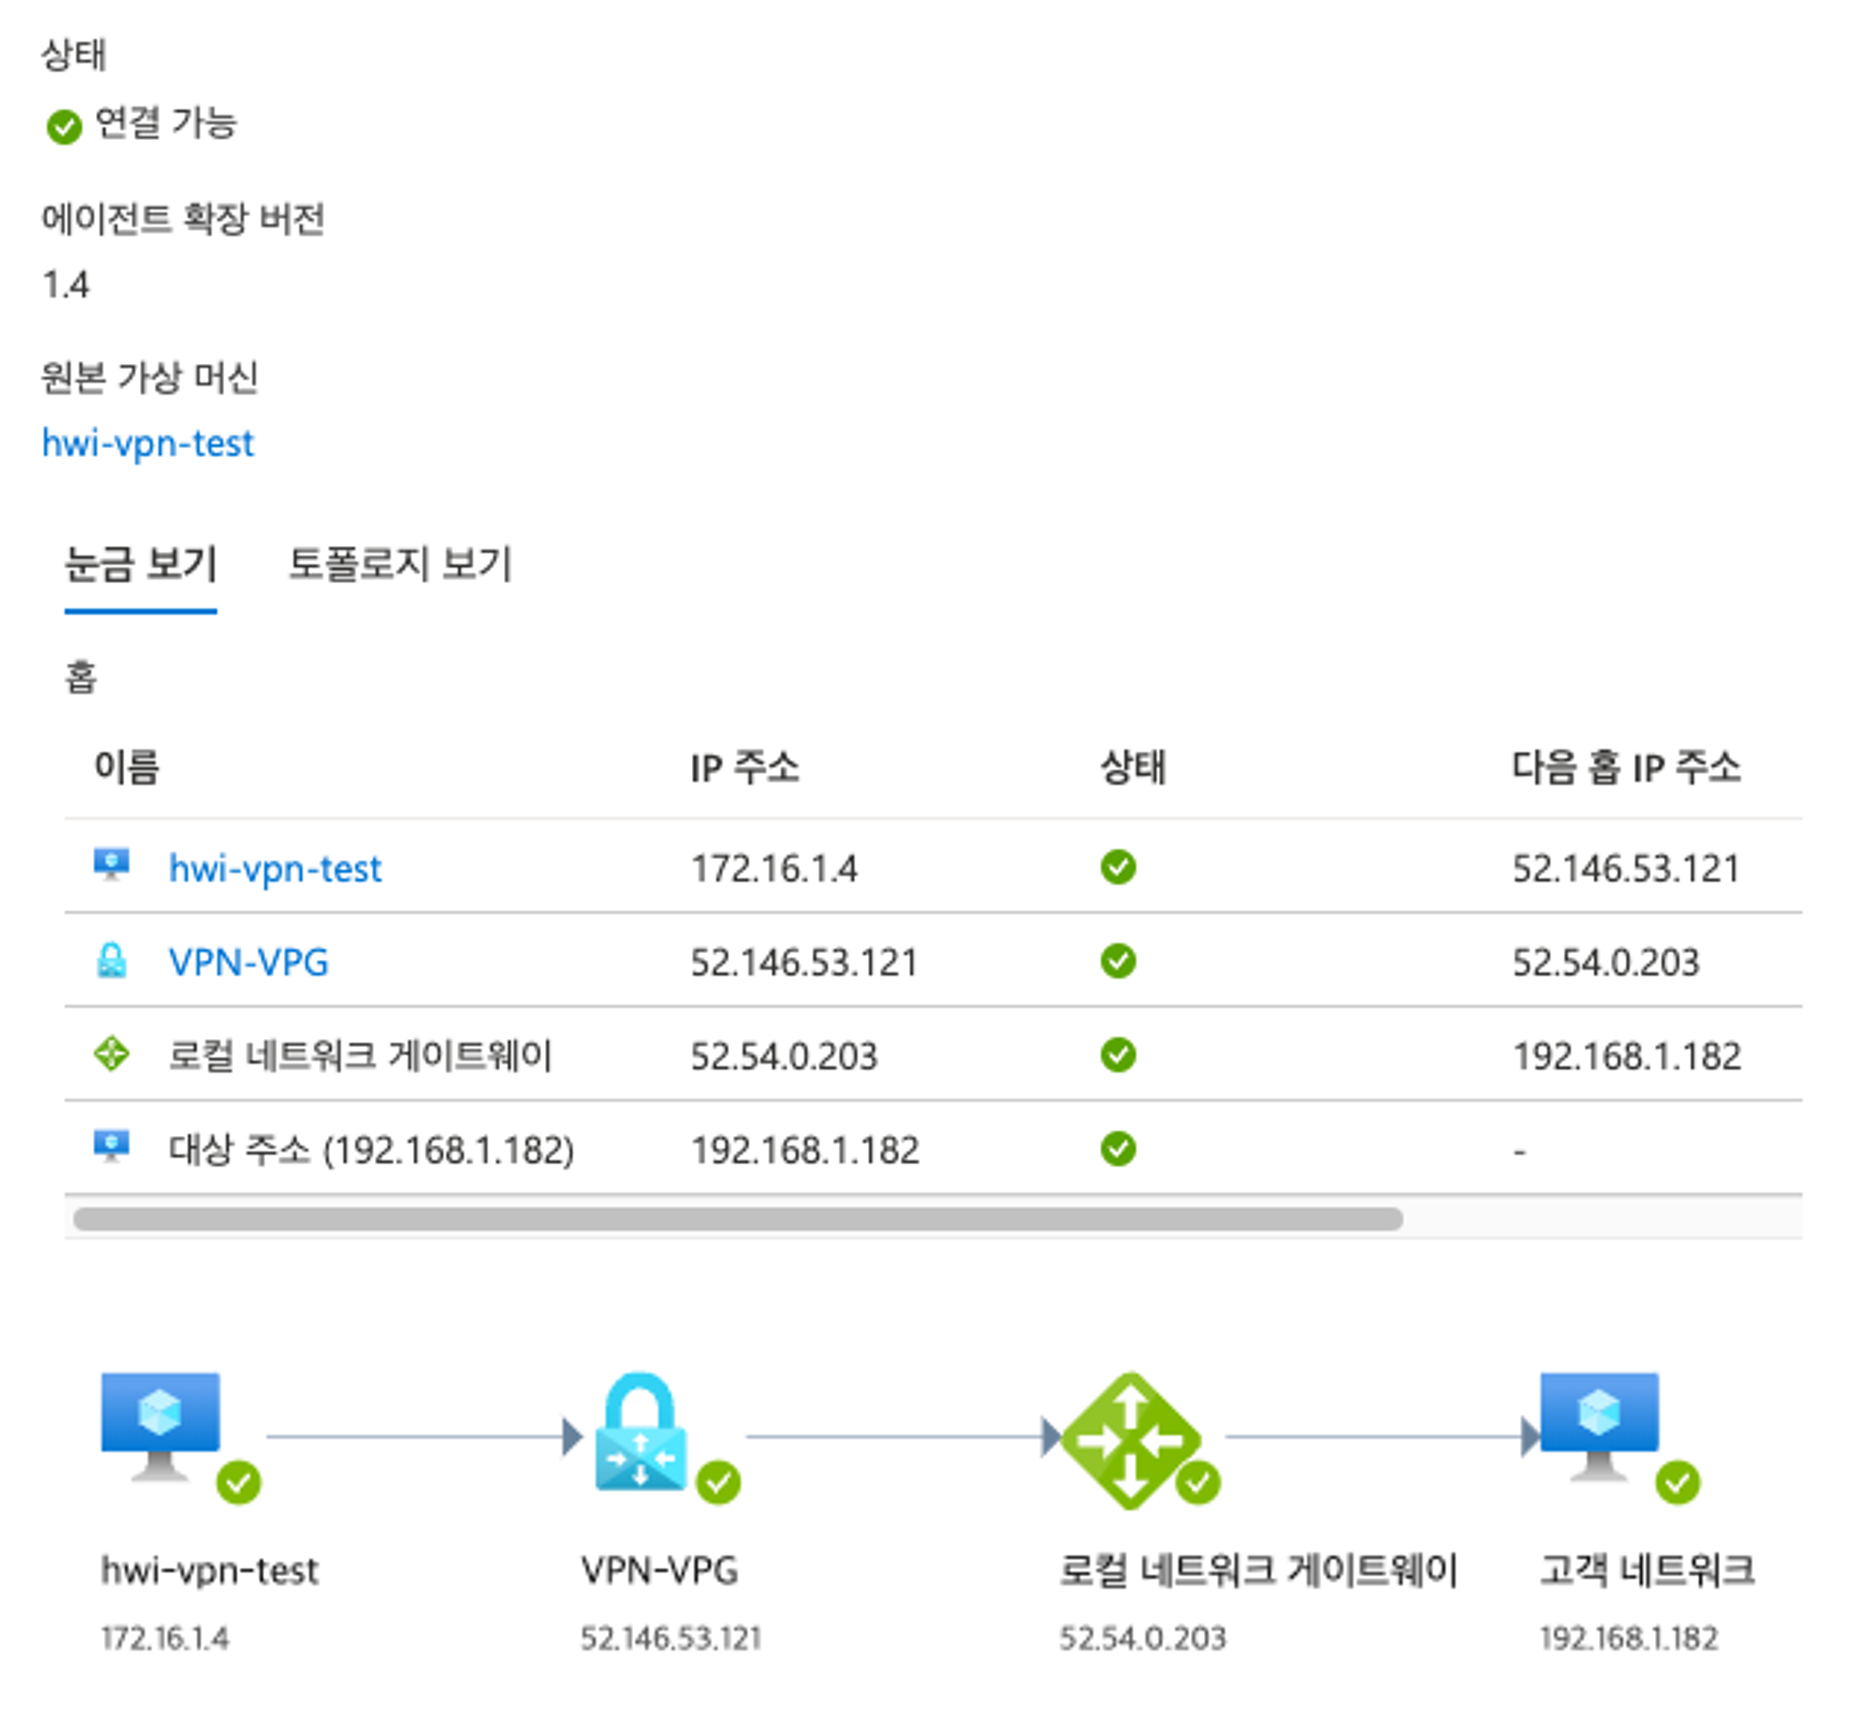 상태
연결 가능
에이전트 확장 버전
1.4
원본 가상 머신
hwi-vpn-test
눈금 보기 토폴로지 보기
홉
이름 IP 주소 상태 다음 홉 IP 주소
hwi-vpn-test 172.16.1.4 52.146.53.121
VPN-VPG 52.146.53.121 52.54.0.203
로컬 네트워크 게이트웨이 52.54.0.203 192.168.1.182
대상 주소 (192.168.1.182) 192.168.1.182 -
hwi-vpn-test VPN-VPG 로컬 네트워크 게이트웨이 고객 네트워크
172.16.1.4 52.146.53.121 52.54.0.203 192.168.1.182